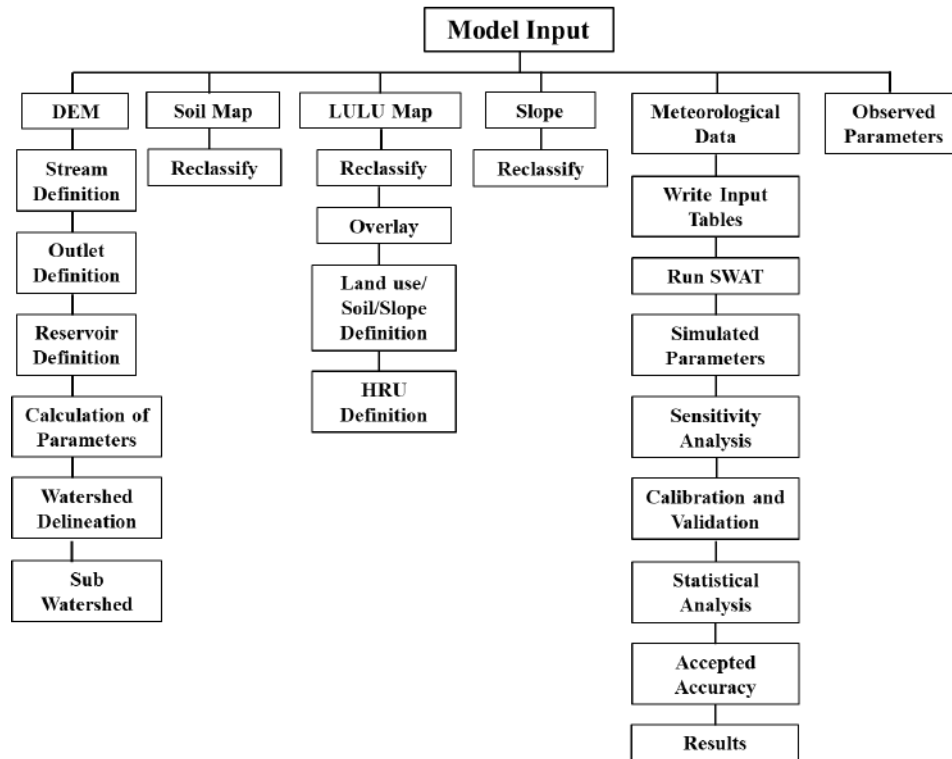 Model Input
DEM
Soil Map
LULU Map
Slope
Meteorological
Data
Observed
Parameters
Stream
Definition
Outlet
Definition
Reservoir
Definition
Calculation of
Parameters
Watershed
Delineation
Sub
Watershed
Reclassify
Reclassify
Overlay
Land use/
Soil/Slope
Definition
HRU
Definition
Reclassify
Write Input
Tables
Run SWAT
Simulated
Parameters
Sensitivity
Analysis
Calibration and
Validation
Statistical
Analysis
Accepted
Accuracy
Results